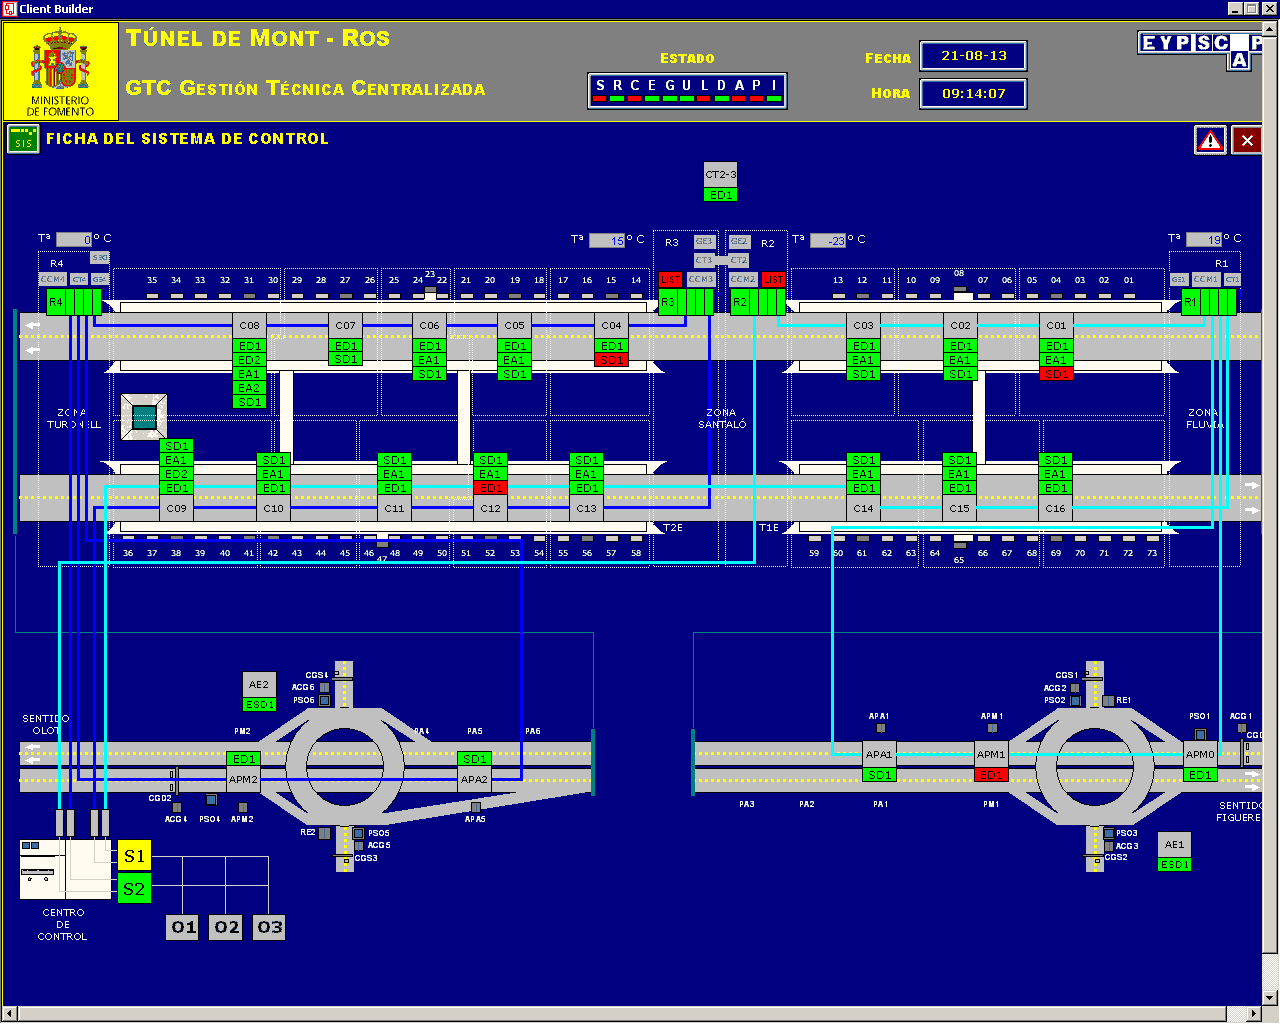 Client Builder
TÚNEL DE MONT - ROS
GTC GESTIÓN TÉCNICA CENTRALIZADA
MINISTERIO
DE FOMENTO
ESTADO
S R C E G U L D A P I
FECHA
21-08-13
HORA
09:14:07
E Y P S C P
A
SIS
FICHA DEL SISTEMA DE CONTROL
CT2-3
ED1
Tª 0 º C
Tª 15 º C
Tª -23 º C
Tª 19 º C
R4
R3
R2
R1
GE3
GE2
CT3
CT2
CCM4
CT4
GE4
LIST
CCM3
CCM2
LIST
GE1
CCM1
CT1
35 34 33 32 31 30 29 28 27 26 25 24 23 22 21 20 19 18 17 16 15 14
13 12 11 10 09 08 07 06 05 04 03 02 01
R4
R3
R2
R1
C08
C07
C06
C05
C04
C03
C02
C01
ED1
ED2
EA1
EA2
SD1
ED1
SD1
ED1
EA1
SD1
ED1
EA1
SD1
ED1
SD1
ED1
EA1
SD1
ED1
EA1
SD1
ED1
EA1
SD1
ZONA
TURONELL
ZONA
SANTALÓ
ZONA
FLUVIA
SD1
EA1
ED2
ED1
C09
SD1
EA1
ED1
C10
SD1
EA1
ED1
C11
SD1
EA1
ED1
C12
SD1
EA1
ED1
C13
SD1
EA1
ED1
C14
SD1
EA1
ED1
C15
SD1
EA1
ED1
C16
T2E
T1E
36 37 38 39 40 41 42 43 44 45 46 47 48 49 50 51 52 53 54 55 56 57 58
59 60 61 62 63 64 65 66 67 68 69 70 71 72 73
AE2
ESD1
CGS4
ACG6
PSO6
SENTIDO
OLOT
PM2
PA4
PA5
PA6
ED1
APM2
SD1
APA2
CGD2
ACG4
PSO4
APM2
RE2
PSO5
ACG5
CGS3
APA5
CGS1
ACG2
PSO2
RE1
APA1
APM1
PSO1
ACG1
APA1
SD1
APM1
ED1
APM0
ED1
PA3
PA2
PA1
PM1
PSO3
ACG3
CGS2
SENTIDO
FIGUERE
AE1
ESD1
S1
S2
O1
O2
O3
CENTRO
DE
CONTROL